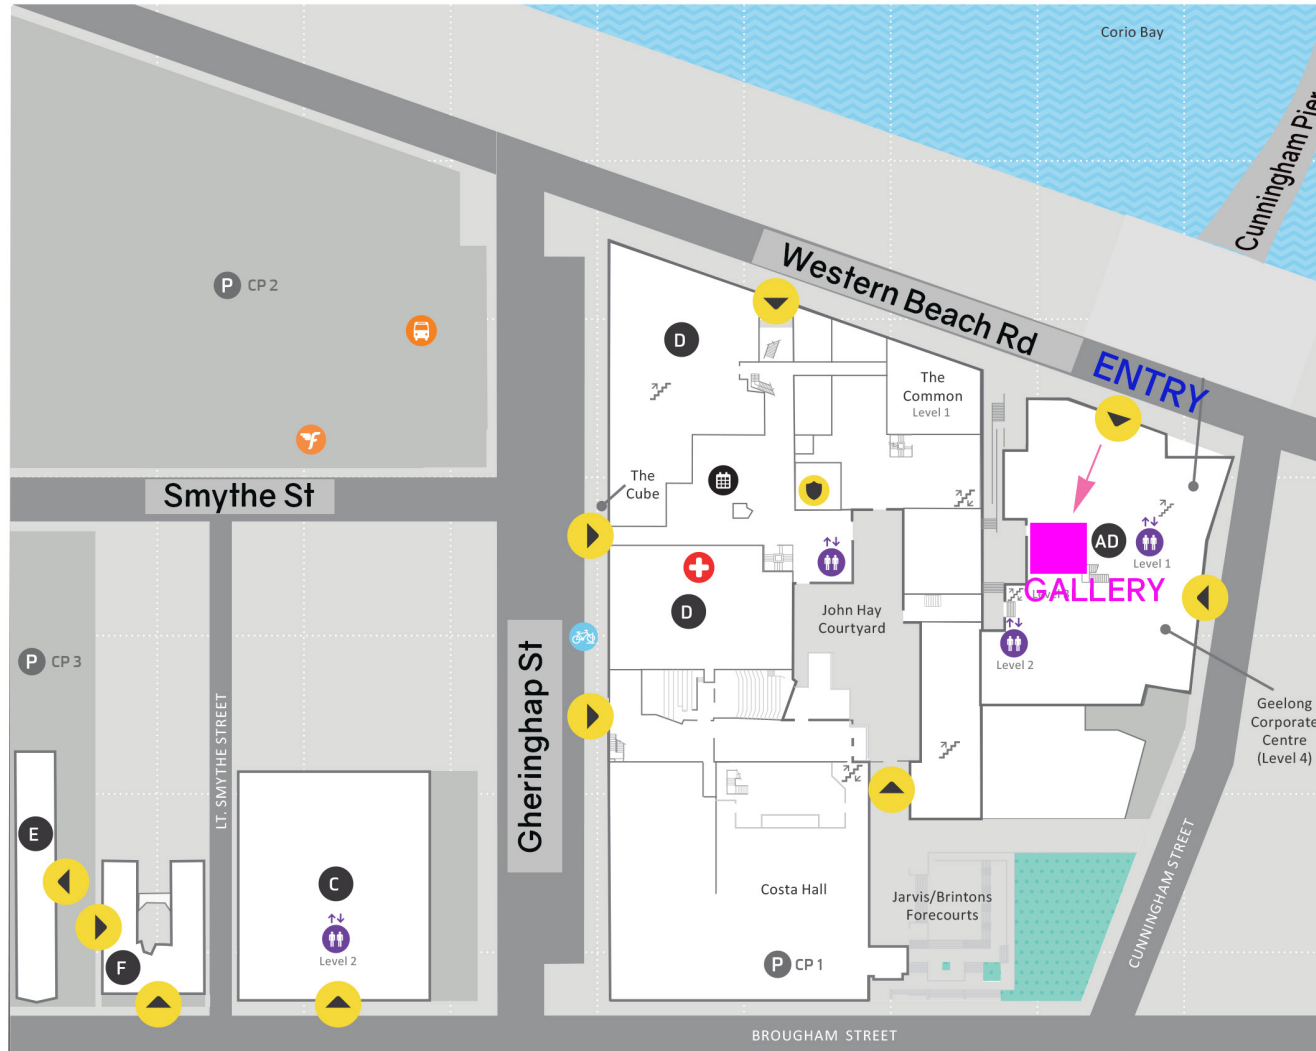 Corio Bay
Cunningham Pier
Western Beach Rd
P CP 2
D
ENTRY
The
Common
Level 1
Smythe St
The
Cube
AD
Level 1
GALLERY
D
John Hay
Courtyard
Level 2
P CP 3
Gheringhap St
LT. SMYTHE STREET
Geelong
Corporate
Centre
(Level 4)
E
C
Level 2
F
Costa Hall
Jarvis/Brintons
Forecourts
CUNNINGHAM STREET
P CP 1
BROUGHAM STREET